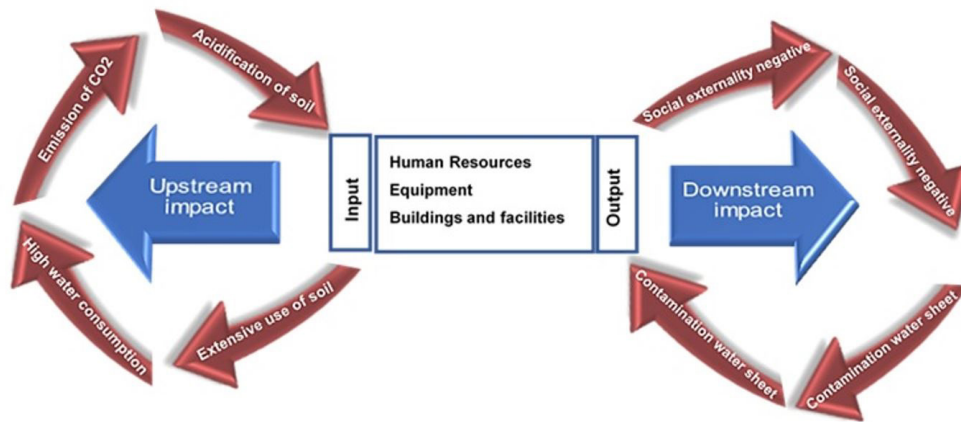 Emission of CO2
Acidification of soil
Upstream
impact
High water consumption
Extensive use of soil
Input
Human Resources
Equipment
Buildings and facilities
Output
Social externality negative
Social externality negative
Downstream
impact
Contamination water sheet
Contamination water sheet